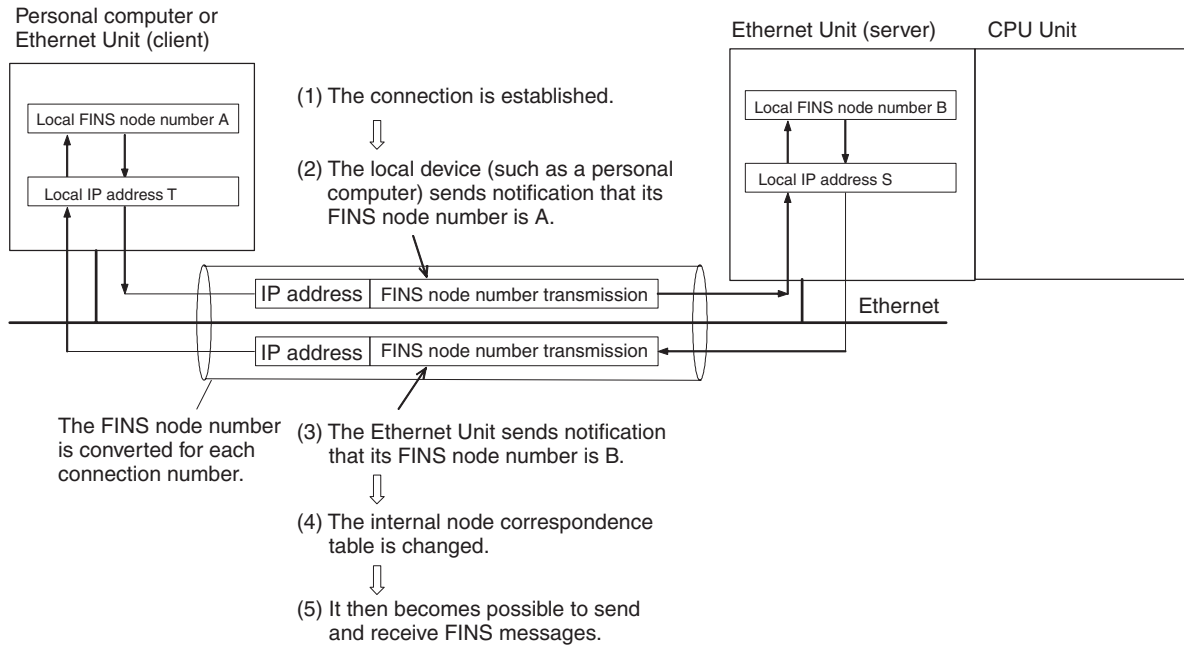 Personal computer or
Ethernet Unit (client)
Ethernet Unit (server)
CPU Unit
Local FINS node number A
Local IP address T
(1) The connection is established.
(2) The local device (such as a personal
computer) sends notification that its
FINS node number is A.
Local FINS node number B
Local IP address S
IP address
FINS node number transmission
Ethernet
IP address
FINS node number transmission
The FINS node number
is converted for each
connection number.
(3) The Ethernet Unit sends notification
that its FINS node number is B.
(4) The internal node correspondence
table is changed.
(5) It then becomes possible to send
and receive FINS messages.